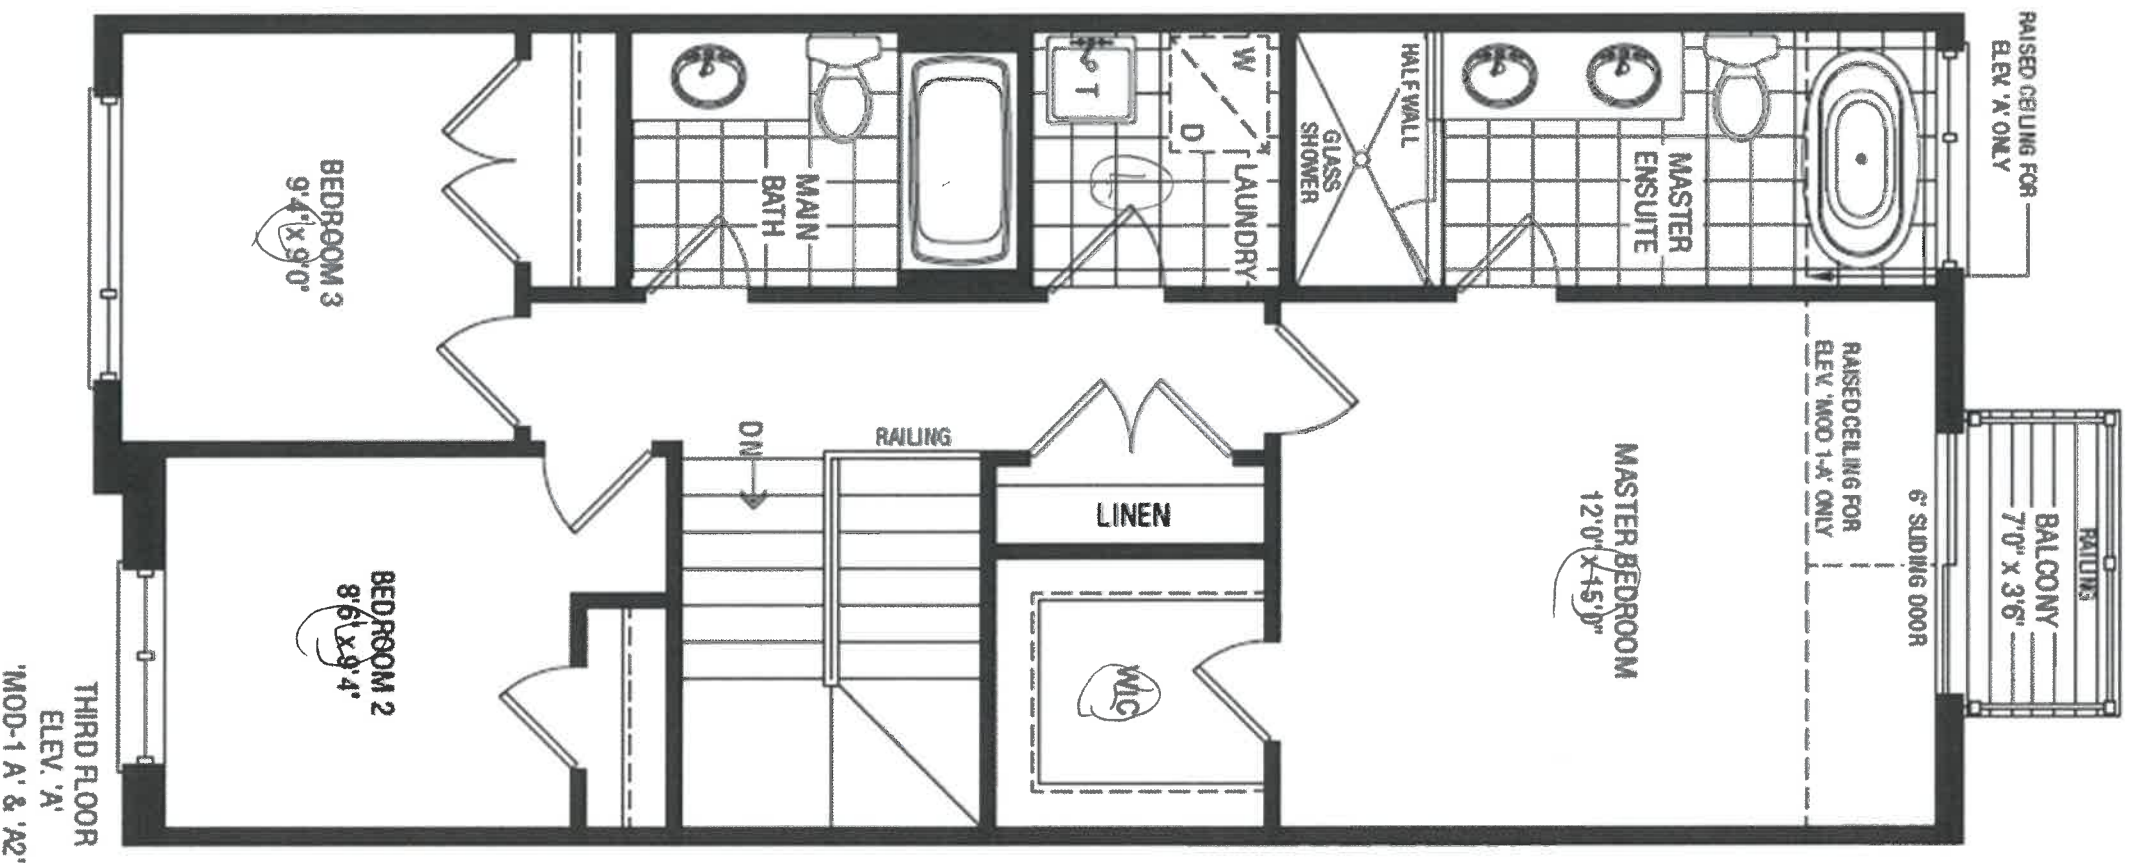 RAISED CEILING FOR
ELEV. 'A' ONLY
HALF WALL
GLASS
SHOWER
MASTER
ENSUITE
W
D
LAUNDRY
T
MAIN
BATH
BEDROOM 3
9'4" x 9'0"
RAISED CEILING FOR
ELEV. 'MOD 1-A' ONLY
6' SLIDING DOOR
RAILING
BALCONY
7'0" x 3'6"
MASTER BEDROOM
12'0" x 15'0"
RAILING
DN
LINEN
WIC
BEDROOM 2
8'6" x 9'4"
THIRD FLOOR
ELEV. 'A'
'MOD-1 A' & 'A2'